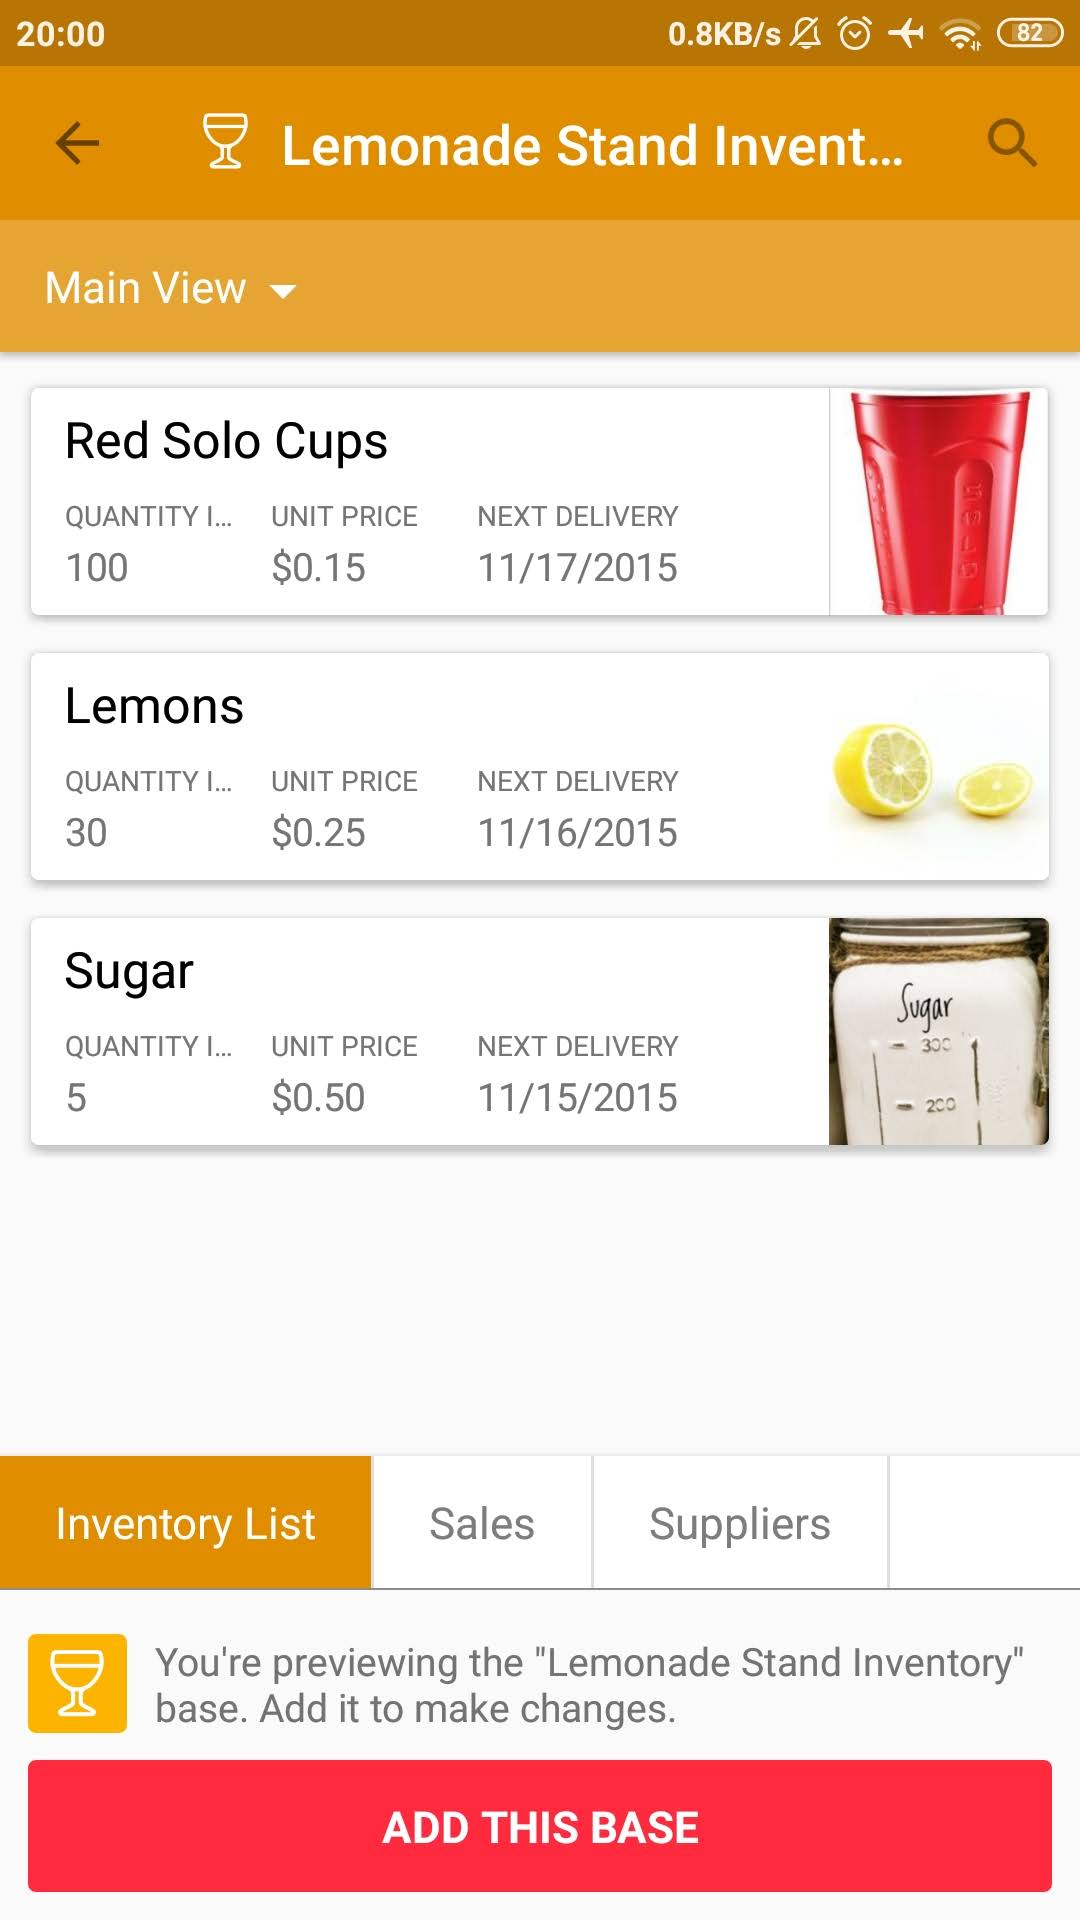 20:00 0.8KB/s 82
Lemonade Stand Invent...
Main View
Red Solo Cups
QUANTITY I... UNIT PRICE NEXT DELIVERY
100 $0.15 11/17/2015
SOLO
Lemons
QUANTITY I... UNIT PRICE NEXT DELIVERY
30 $0.25 11/16/2015
Sugar
QUANTITY I... UNIT PRICE NEXT DELIVERY
5 $0.50 11/15/2015
Sugar
300
200
Inventory List Sales Suppliers
You're previewing the "Lemonade Stand Inventory"
base. Add it to make changes.
ADD THIS BASE